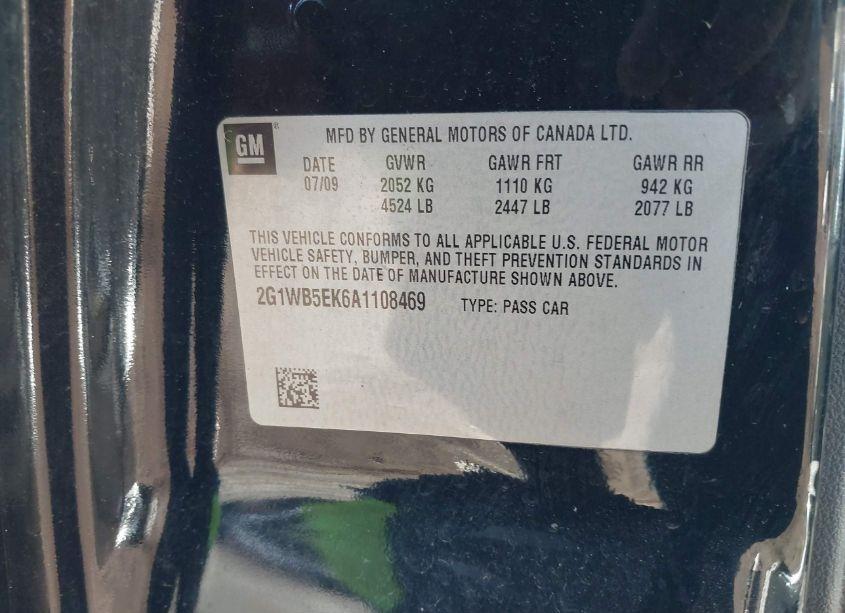 GM ®
MFD BY GENERAL MOTORS OF CANADA LTD.
DATE GVWR GAWR FRT GAWR RR
07/09 2052 KG 1110 KG 942 KG
4524 LB 2447 LB 2077 LB
THIS VEHICLE CONFORMS TO ALL APPLICABLE U.S. FEDERAL MOTOR
VEHICLE SAFETY, BUMPER, AND THEFT PREVENTION STANDARDS IN
EFFECT ON THE DATE OF MANUFACTURE SHOWN ABOVE.
2G1WB5EK6A1108469 TYPE: PASS CAR